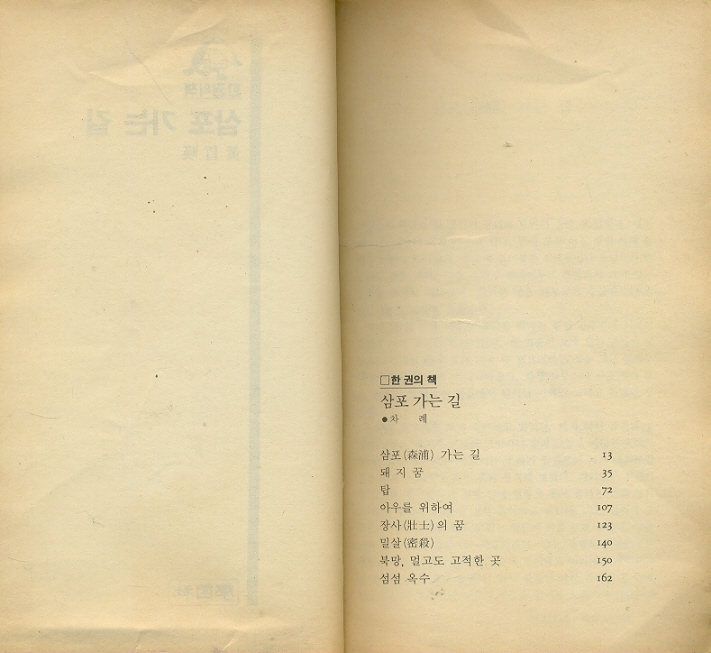 □한 권의 책
삼포 가는 길
●차 례
삼포(森浦) 가는 길 13
돼지 꿈 35
탑 72
아우를 위하여 107
장사(壯士)의 꿈 123
밀살(密殺) 140
북망, 멀고도 고적한 곳 150
섬섬 옥수 162